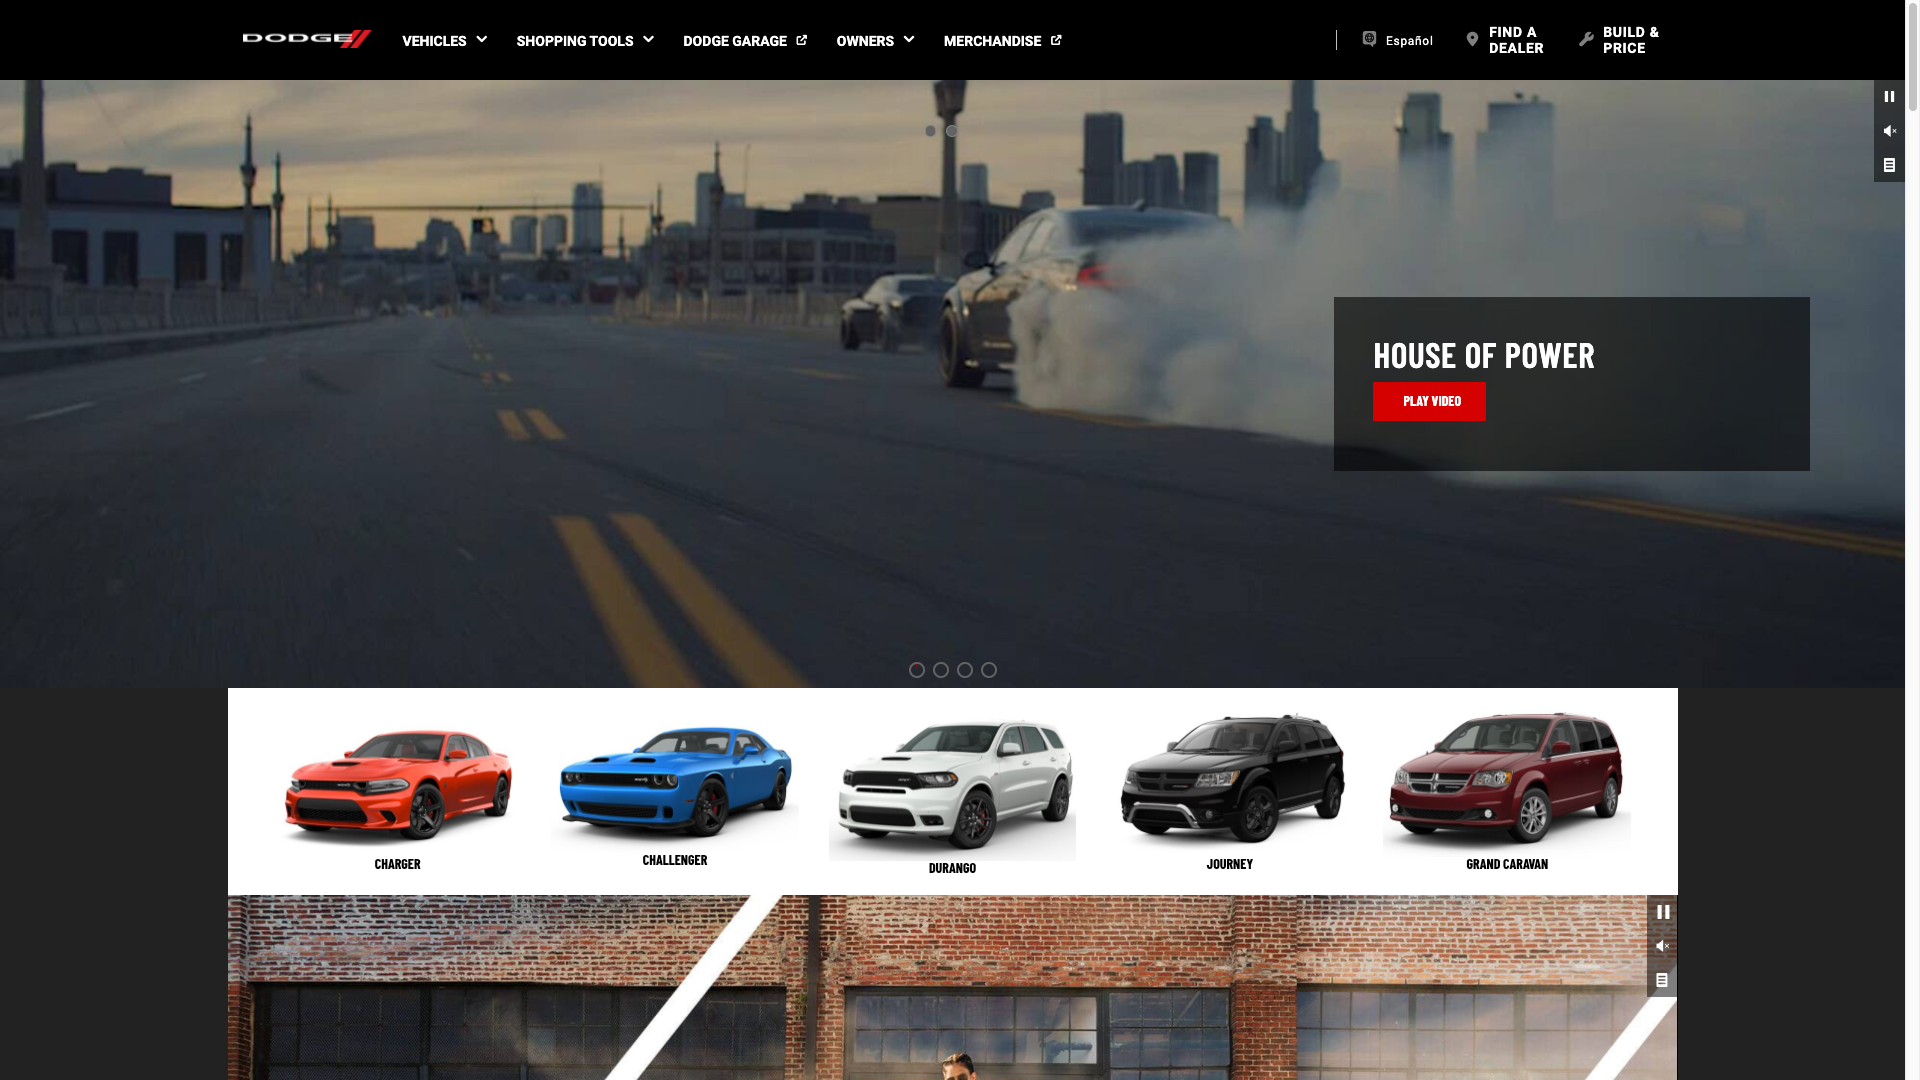 DODGE
VEHICLES
SHOPPING TOOLS
DODGE GARAGE
OWNERS
MERCHANDISE
Español
FIND A
DEALER
BUILD &
PRICE
HOUSE OF POWER
PLAY VIDEO
CHARGER
CHALLENGER
DURANGO
JOURNEY
GRAND CARAVAN